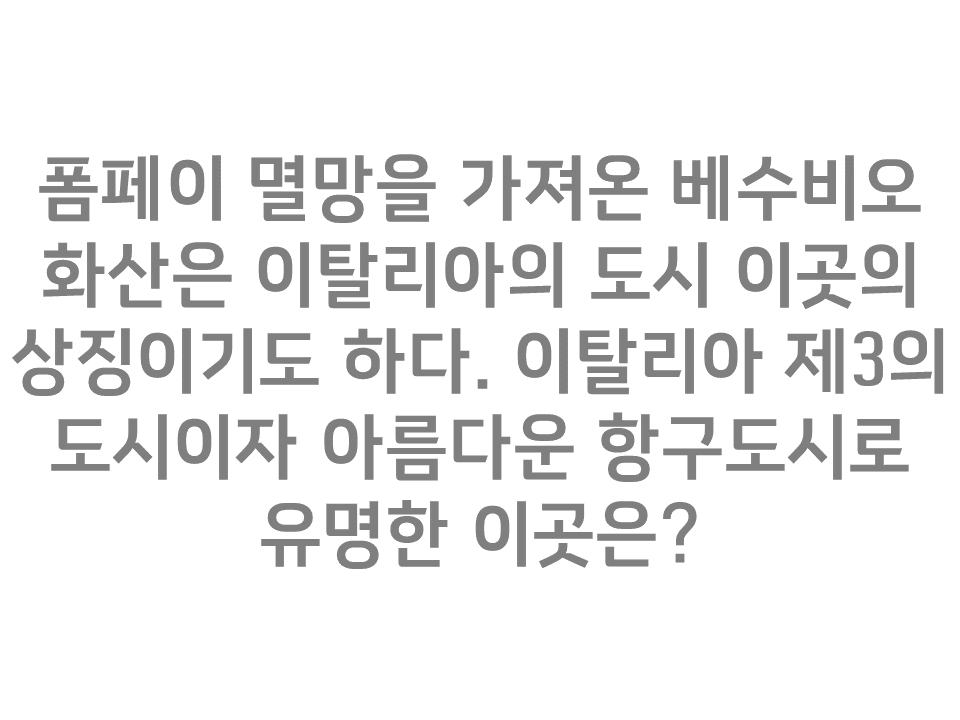 폼페이 멸망을 가져온 베수비오
화산은 이탈리아의 도시 이곳의
상징이기도 하다. 이탈리아 제3의
도시이자 아름다운 항구도시로
유명한 이곳은?